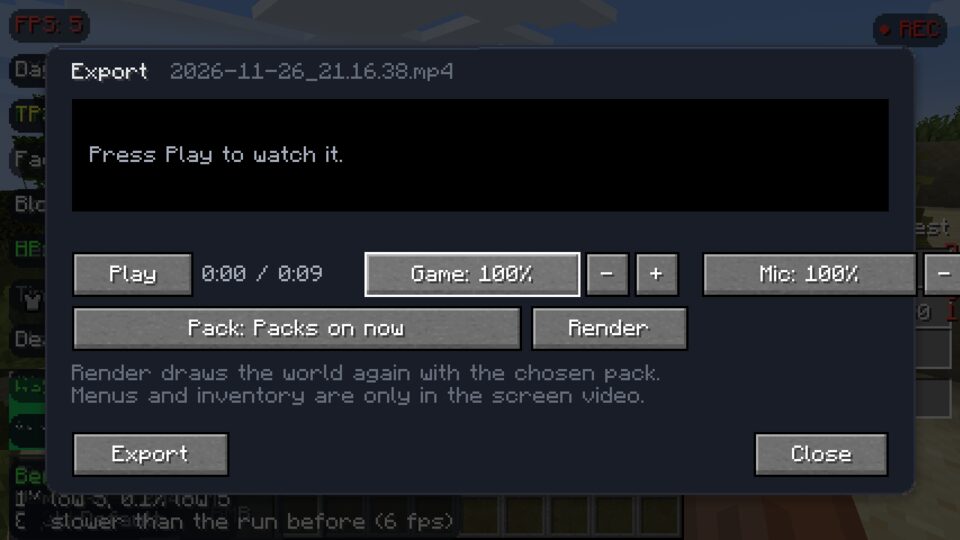 FPS: 5
REC
Export 2026-11-26_21.16.38.mp4
Press Play to watch it.
Play 0:00 / 0:09 Game: 100% - + Mic: 100% -
Pack: Packs on now Render
Render draws the world again with the chosen pack.
Menus and inventory are only in the screen video.
Export Close
slower than the run before (6 fps)